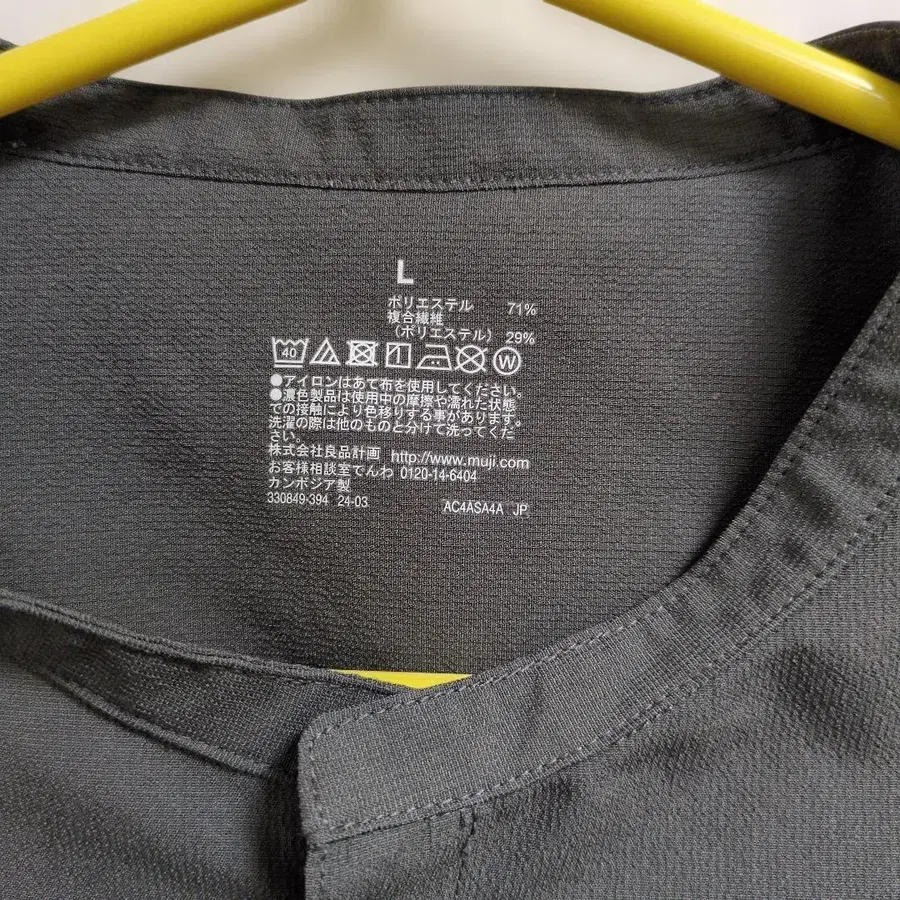 L
ポリエステル 71%
複合繊維
（ポリエステル） 29%
40 W
●アイロンはあて布を使用してください。
●濃色製品は使用中の摩擦や濡れた状態
での接触により色移りする事があります。
洗濯の際は他のものと分けて洗ってくだ
さい。
株式会社良品計画 http://www.muji.com
お客様相談室でんわ 0120-14-6404
カンボジア製
330849-394 24-03 AC4ASA4A JP